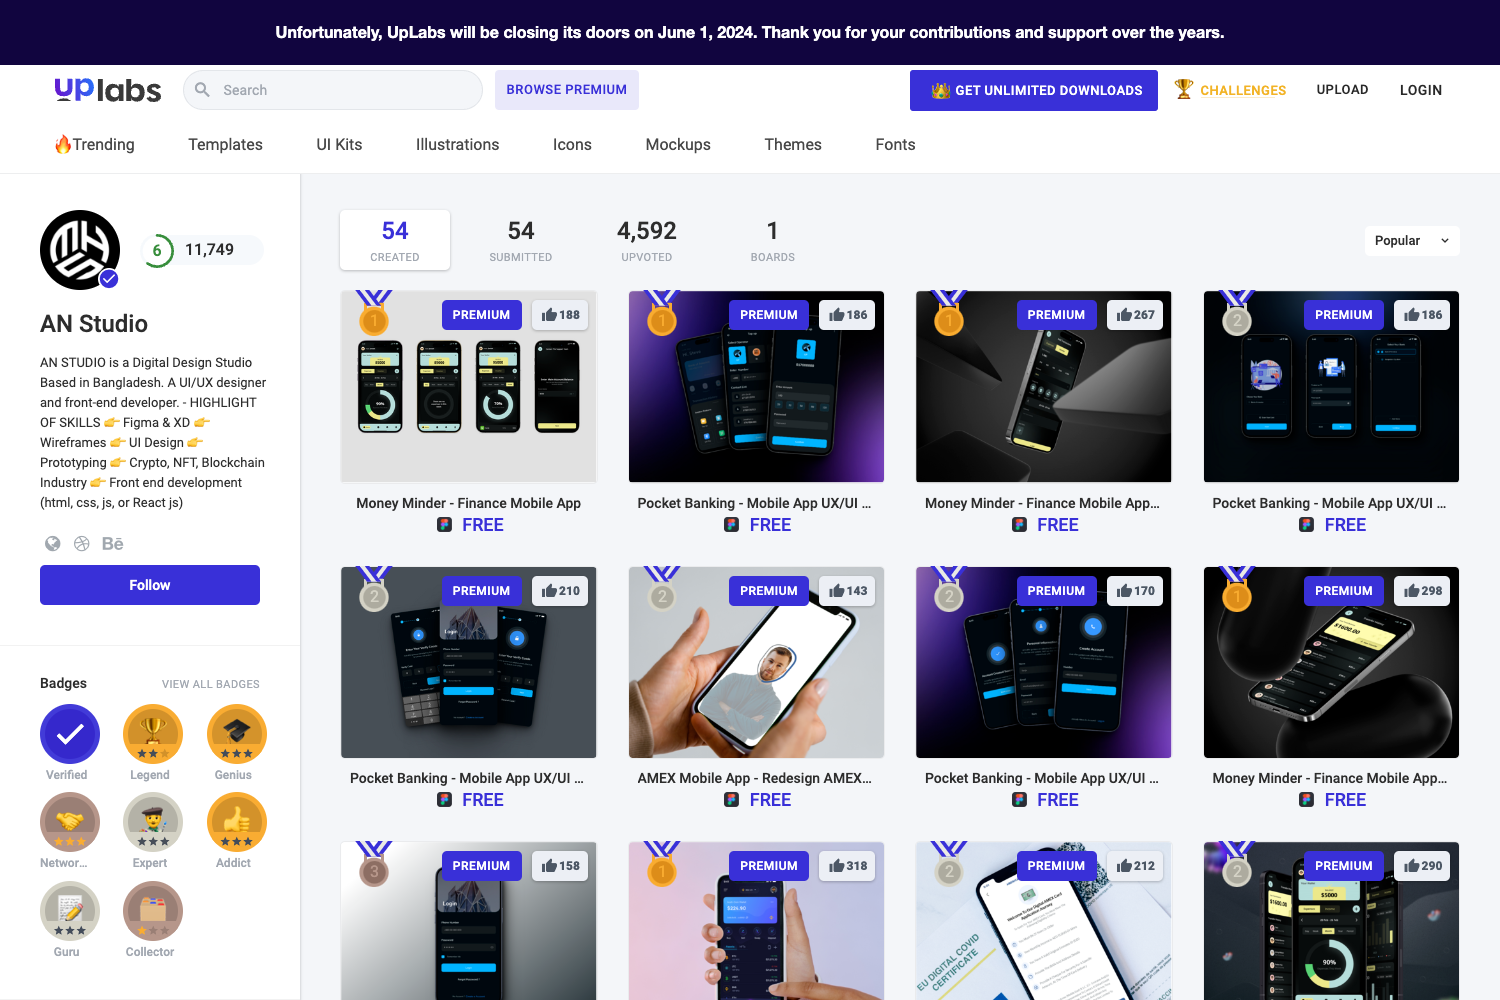 Unfortunately, UpLabs will be closing its doors on June 1, 2024. Thank you for your contributions and support over the years.
uplabs
Search
BROWSE PREMIUM
GET UNLIMITED DOWNLOADS
CHALLENGES
UPLOAD
LOGIN
Trending
Templates
UI Kits
Illustrations
Icons
Mockups
Themes
Fonts
6
11,749
AN Studio
AN STUDIO is a Digital Design Studio
Based in Bangladesh. A UI/UX designer
and front-end developer. - HIGHLIGHT
OF SKILLS 👉 Figma & XD 👉
Wireframes 👉 UI Design 👉
Prototyping 👉 Crypto, NFT, Blockchain
Industry 👉 Front end development
(html, css, js, or React js)
Bē
Follow
Badges
VIEW ALL BADGES
Verified
Legend
Genius
Networ...
Expert
Addict
Guru
Collector
54
CREATED
54
SUBMITTED
4,592
UPVOTED
1
BOARDS
Popular
1
PREMIUM
188
Money Minder - Finance Mobile App
FREE
1
PREMIUM
186
Pocket Banking - Mobile App UX/UI ...
FREE
1
PREMIUM
267
Money Minder - Finance Mobile App...
FREE
2
PREMIUM
186
Pocket Banking - Mobile App UX/UI ...
FREE
2
PREMIUM
210
Login
Pocket Banking - Mobile App UX/UI ...
FREE
2
PREMIUM
143
AMEX Mobile App - Redesign AMEX...
FREE
2
PREMIUM
170
Create Account
Pocket Banking - Mobile App UX/UI ...
FREE
1
PREMIUM
298
$1600.00
Money Minder - Finance Mobile App...
FREE
3
PREMIUM
158
Login
1
PREMIUM
318
2
PREMIUM
212
EU DIGITAL COVID
CERTIFICATE
2
PREMIUM
290
$1600.00
$5000
90%